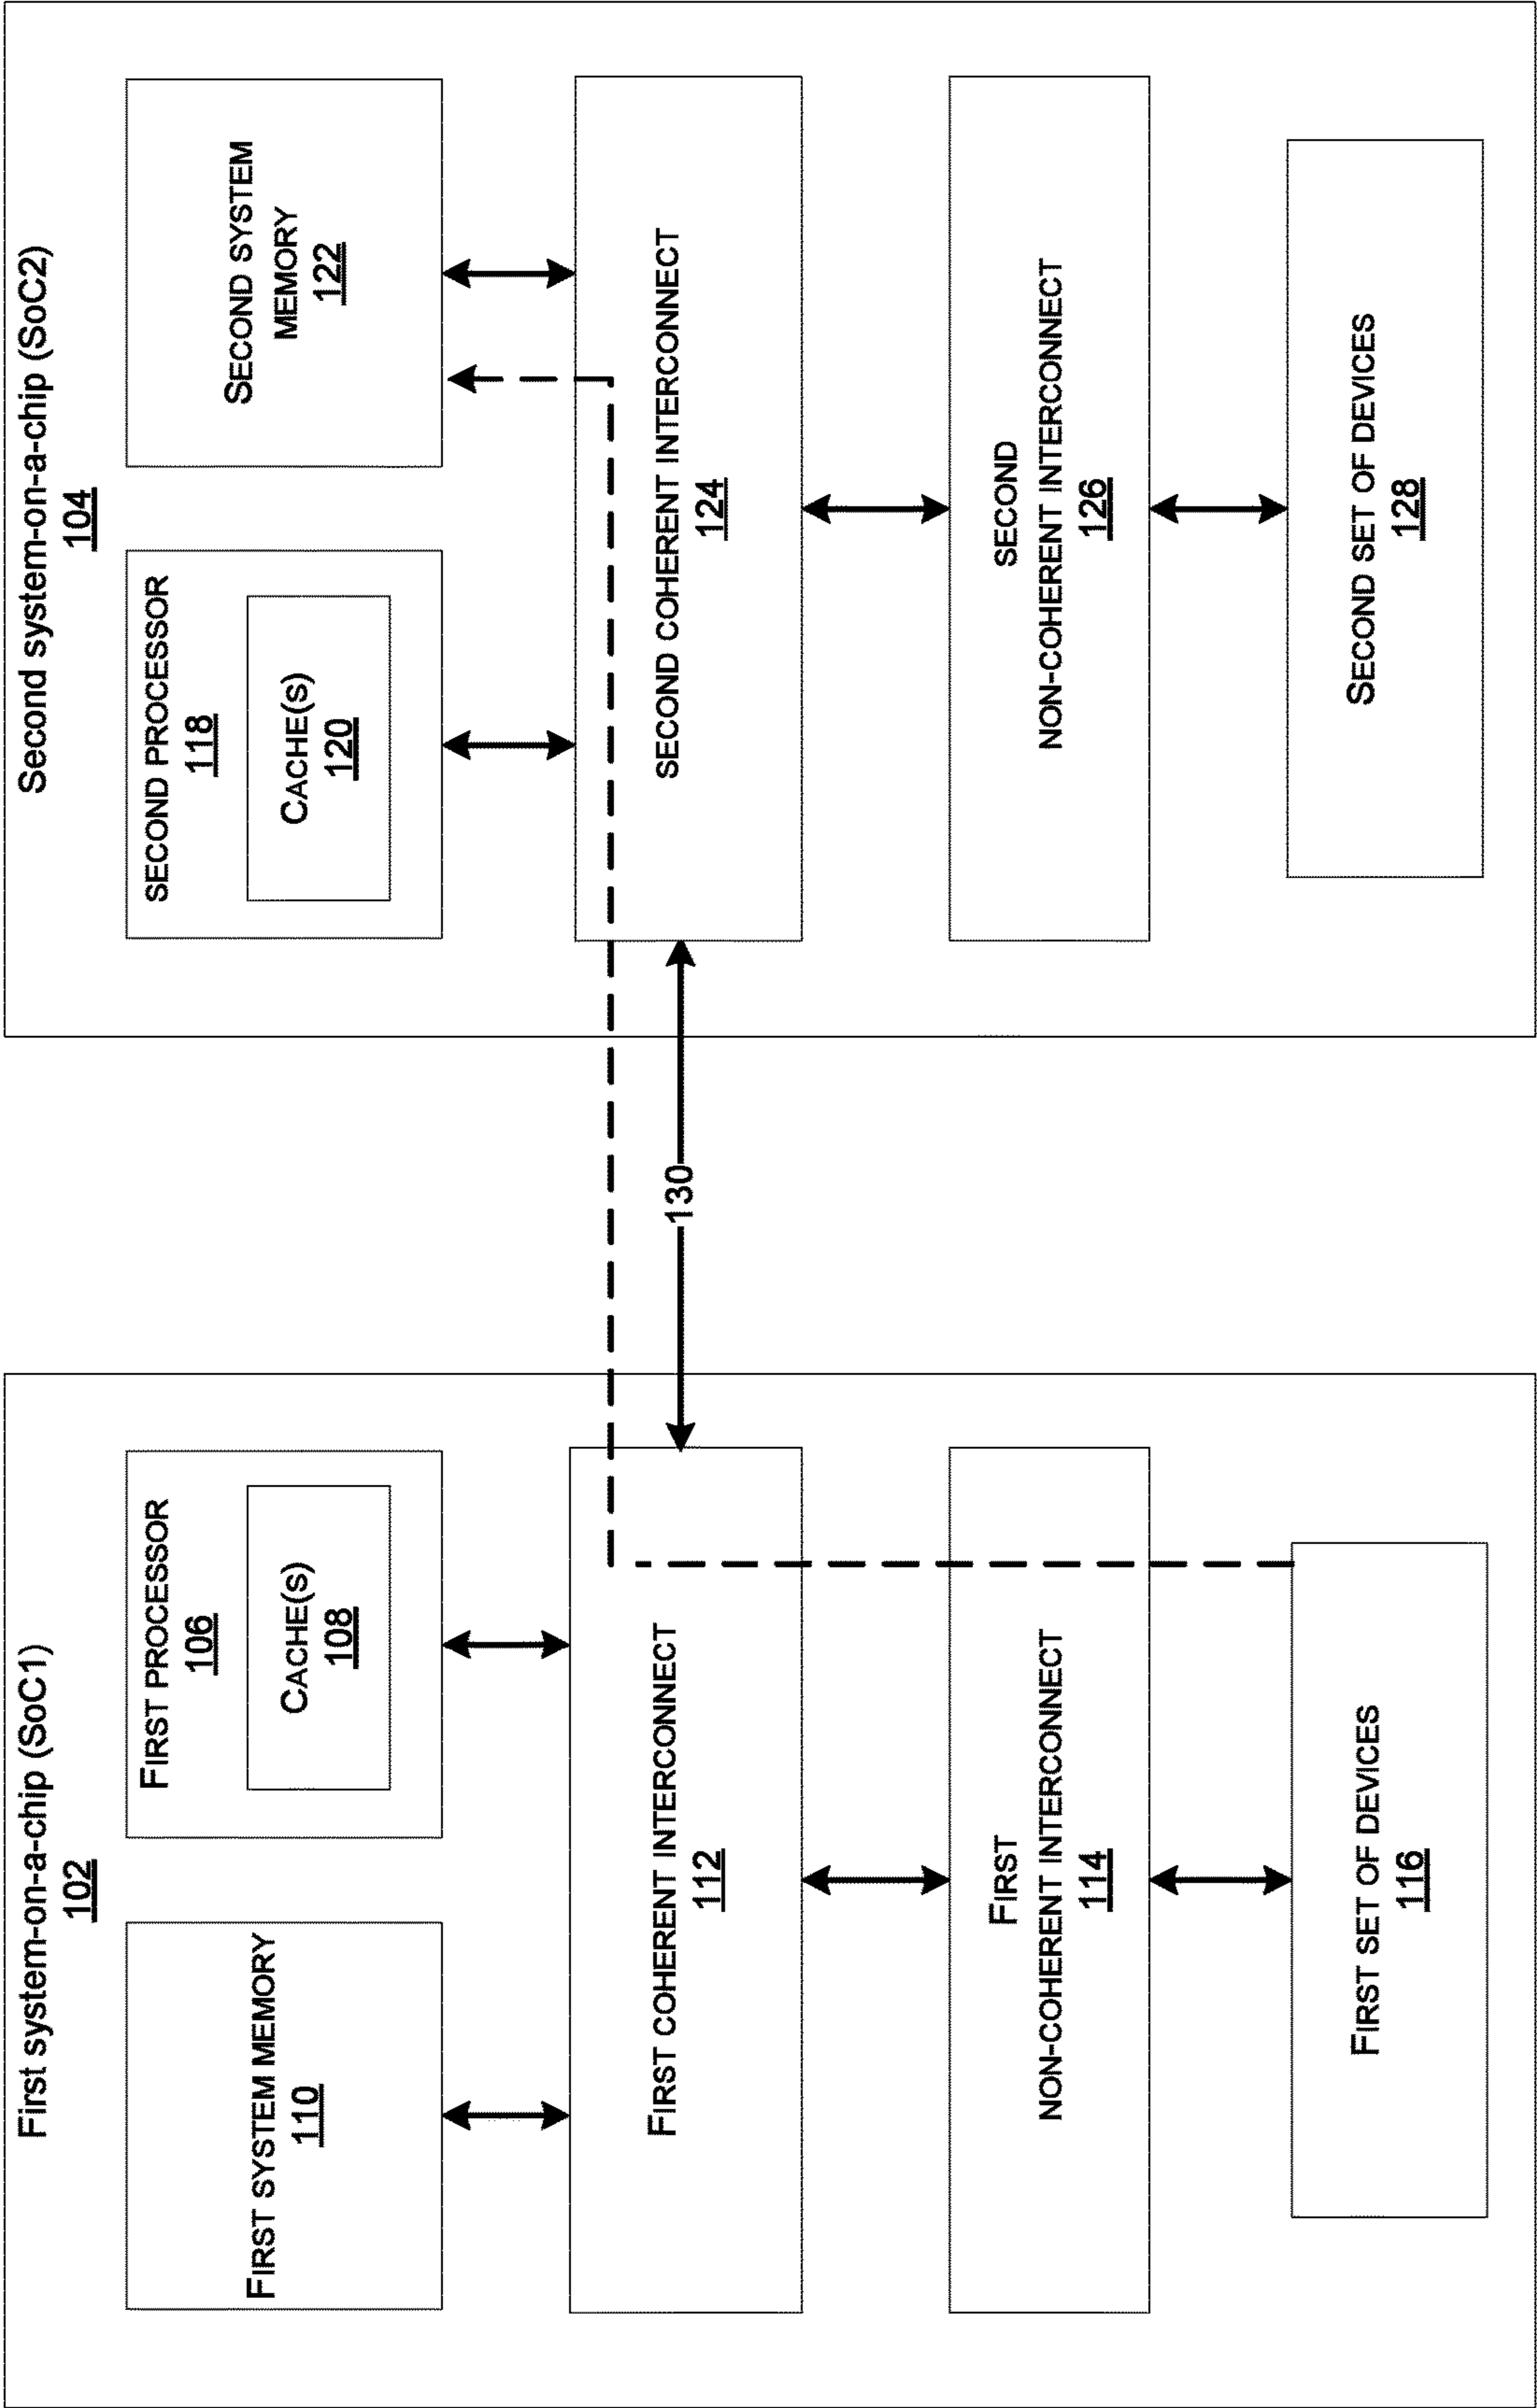 First system-on-a-chip (SoC1)
102
FIRST SYSTEM MEMORY
110
FIRST PROCESSOR
106
CACHE(S)
108
FIRST COHERENT INTERCONNECT
112
FIRST
NON-COHERENT INTERCONNECT
114
FIRST SET OF DEVICES
116
130
Second system-on-a-chip (SoC2)
104
SECOND PROCESSOR
118
CACHE(S)
120
SECOND SYSTEM
MEMORY
122
SECOND COHERENT INTERCONNECT
124
SECOND
NON-COHERENT INTERCONNECT
126
SECOND SET OF DEVICES
128